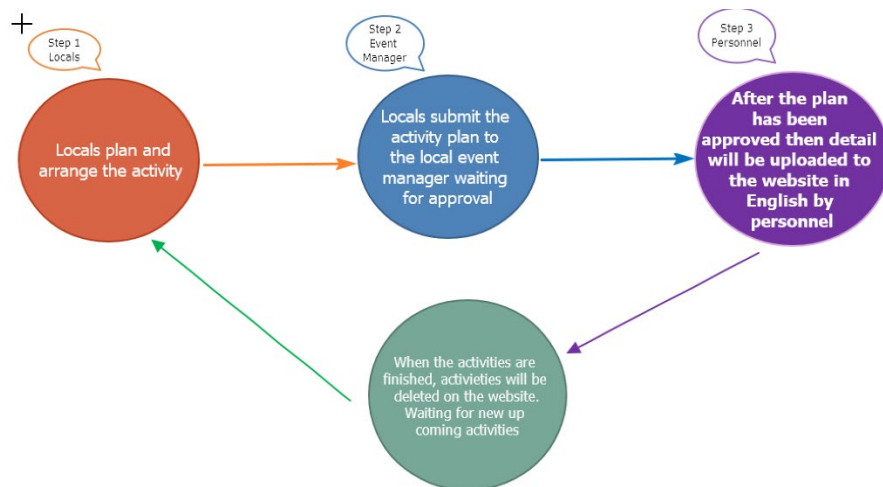 Step 1
Locals
Step 2
Event
Manager
Step 3
Personnel
Locals plan and
arrange the activity
Locals submit the
activity plan to
the local event
manager waiting
for approval
After the plan
has been
approved then detail
will be uploaded to
the website in
English by
personnel
When the activities are
finished, activieties will be
deleted on the website.
Waiting for new up
coming activities